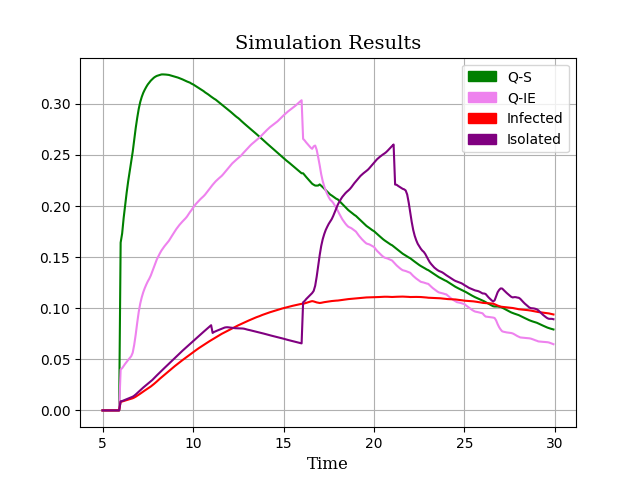 Simulation Results
Q-S
Q-IE
Infected
Isolated
0.30
0.25
0.20
0.15
0.10
0.05
0.00
5 10 15 20 25 30
Time